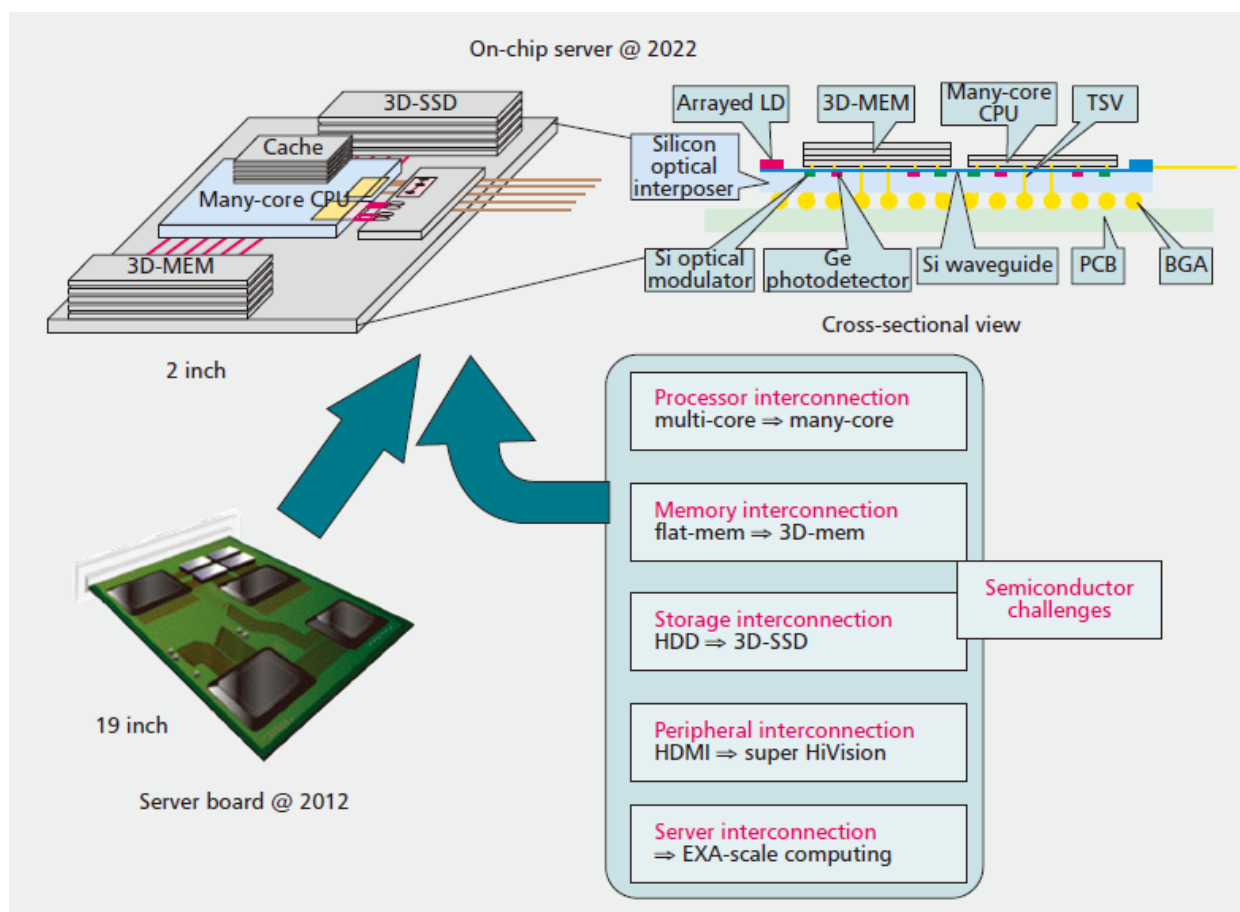 On-chip server @ 2022
3D-SSD
Cache
Many-core CPU
3D-MEM
2 inch
Arrayed LD
3D-MEM
Many-core
CPU
TSV
Silicon
optical
interposer
Si optical
modulator
Ge
photodetector
Si waveguide
PCB
BGA
Cross-sectional view
Processor interconnection
multi-core ⇒ many-core
Memory interconnection
flat-mem ⇒ 3D-mem
Storage interconnection
HDD ⇒ 3D-SSD
Peripheral interconnection
HDMI ⇒ super HiVision
Server interconnection
⇒ EXA-scale computing
Semiconductor
challenges
19 inch
Server board @ 2012